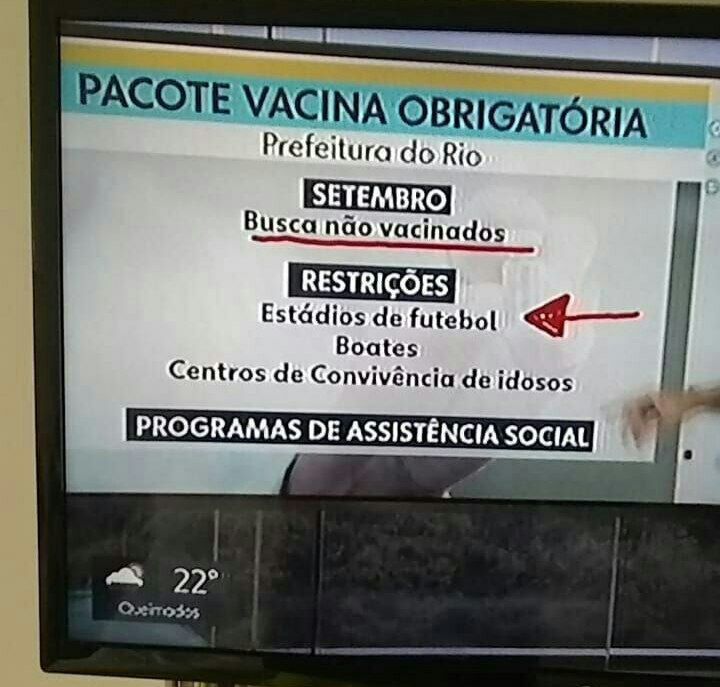 PACOTE VACINA OBRIGATÓRIA
Prefeitura do Rio
SETEMBRO
Busca não vacinados
RESTRIÇÕES
Estádios de futebol
Boates
Centros de Convivência de idosos
PROGRAMAS DE ASSISTÊNCIA SOCIAL
22°
Queimados